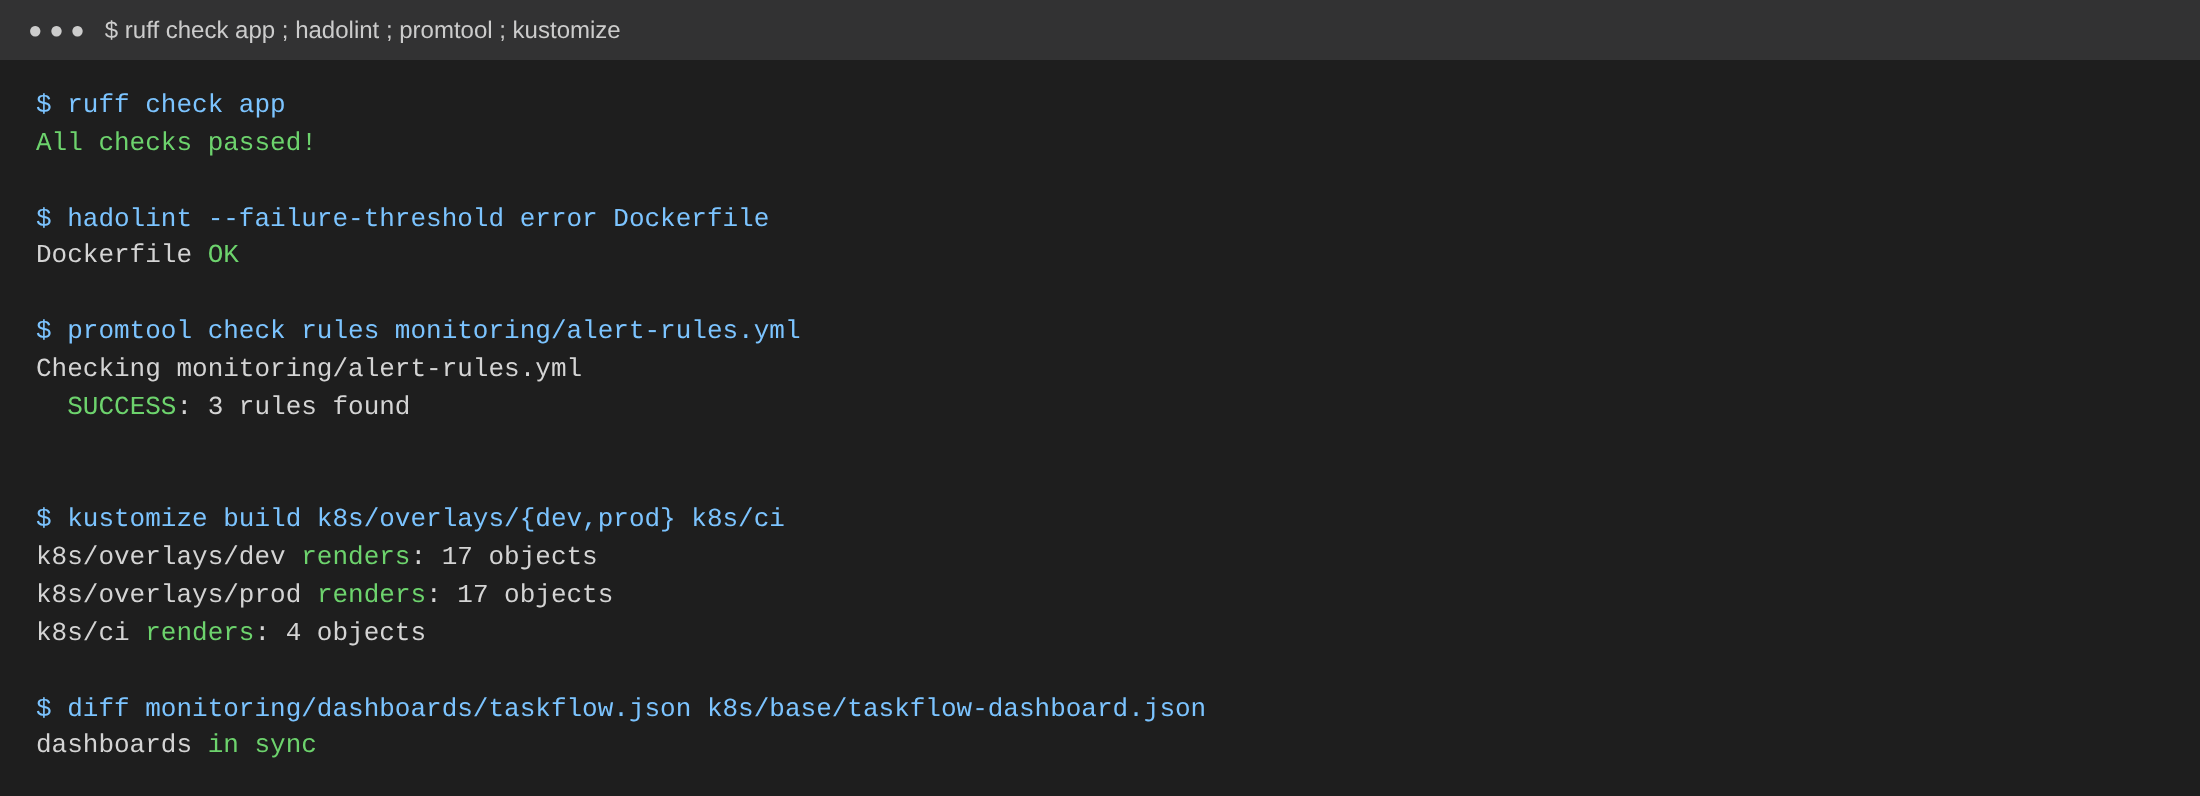 ● ● ● $ ruff check app ; hadolint ; promtool ; kustomize
$ ruff check app
All checks passed!
$ hadolint --failure-threshold error Dockerfile
Dockerfile OK
$ promtool check rules monitoring/alert-rules.yml
Checking monitoring/alert-rules.yml
  SUCCESS: 3 rules found
$ kustomize build k8s/overlays/{dev,prod} k8s/ci
k8s/overlays/dev renders: 17 objects
k8s/overlays/prod renders: 17 objects
k8s/ci renders: 4 objects
$ diff monitoring/dashboards/taskflow.json k8s/base/taskflow-dashboard.json
dashboards in sync